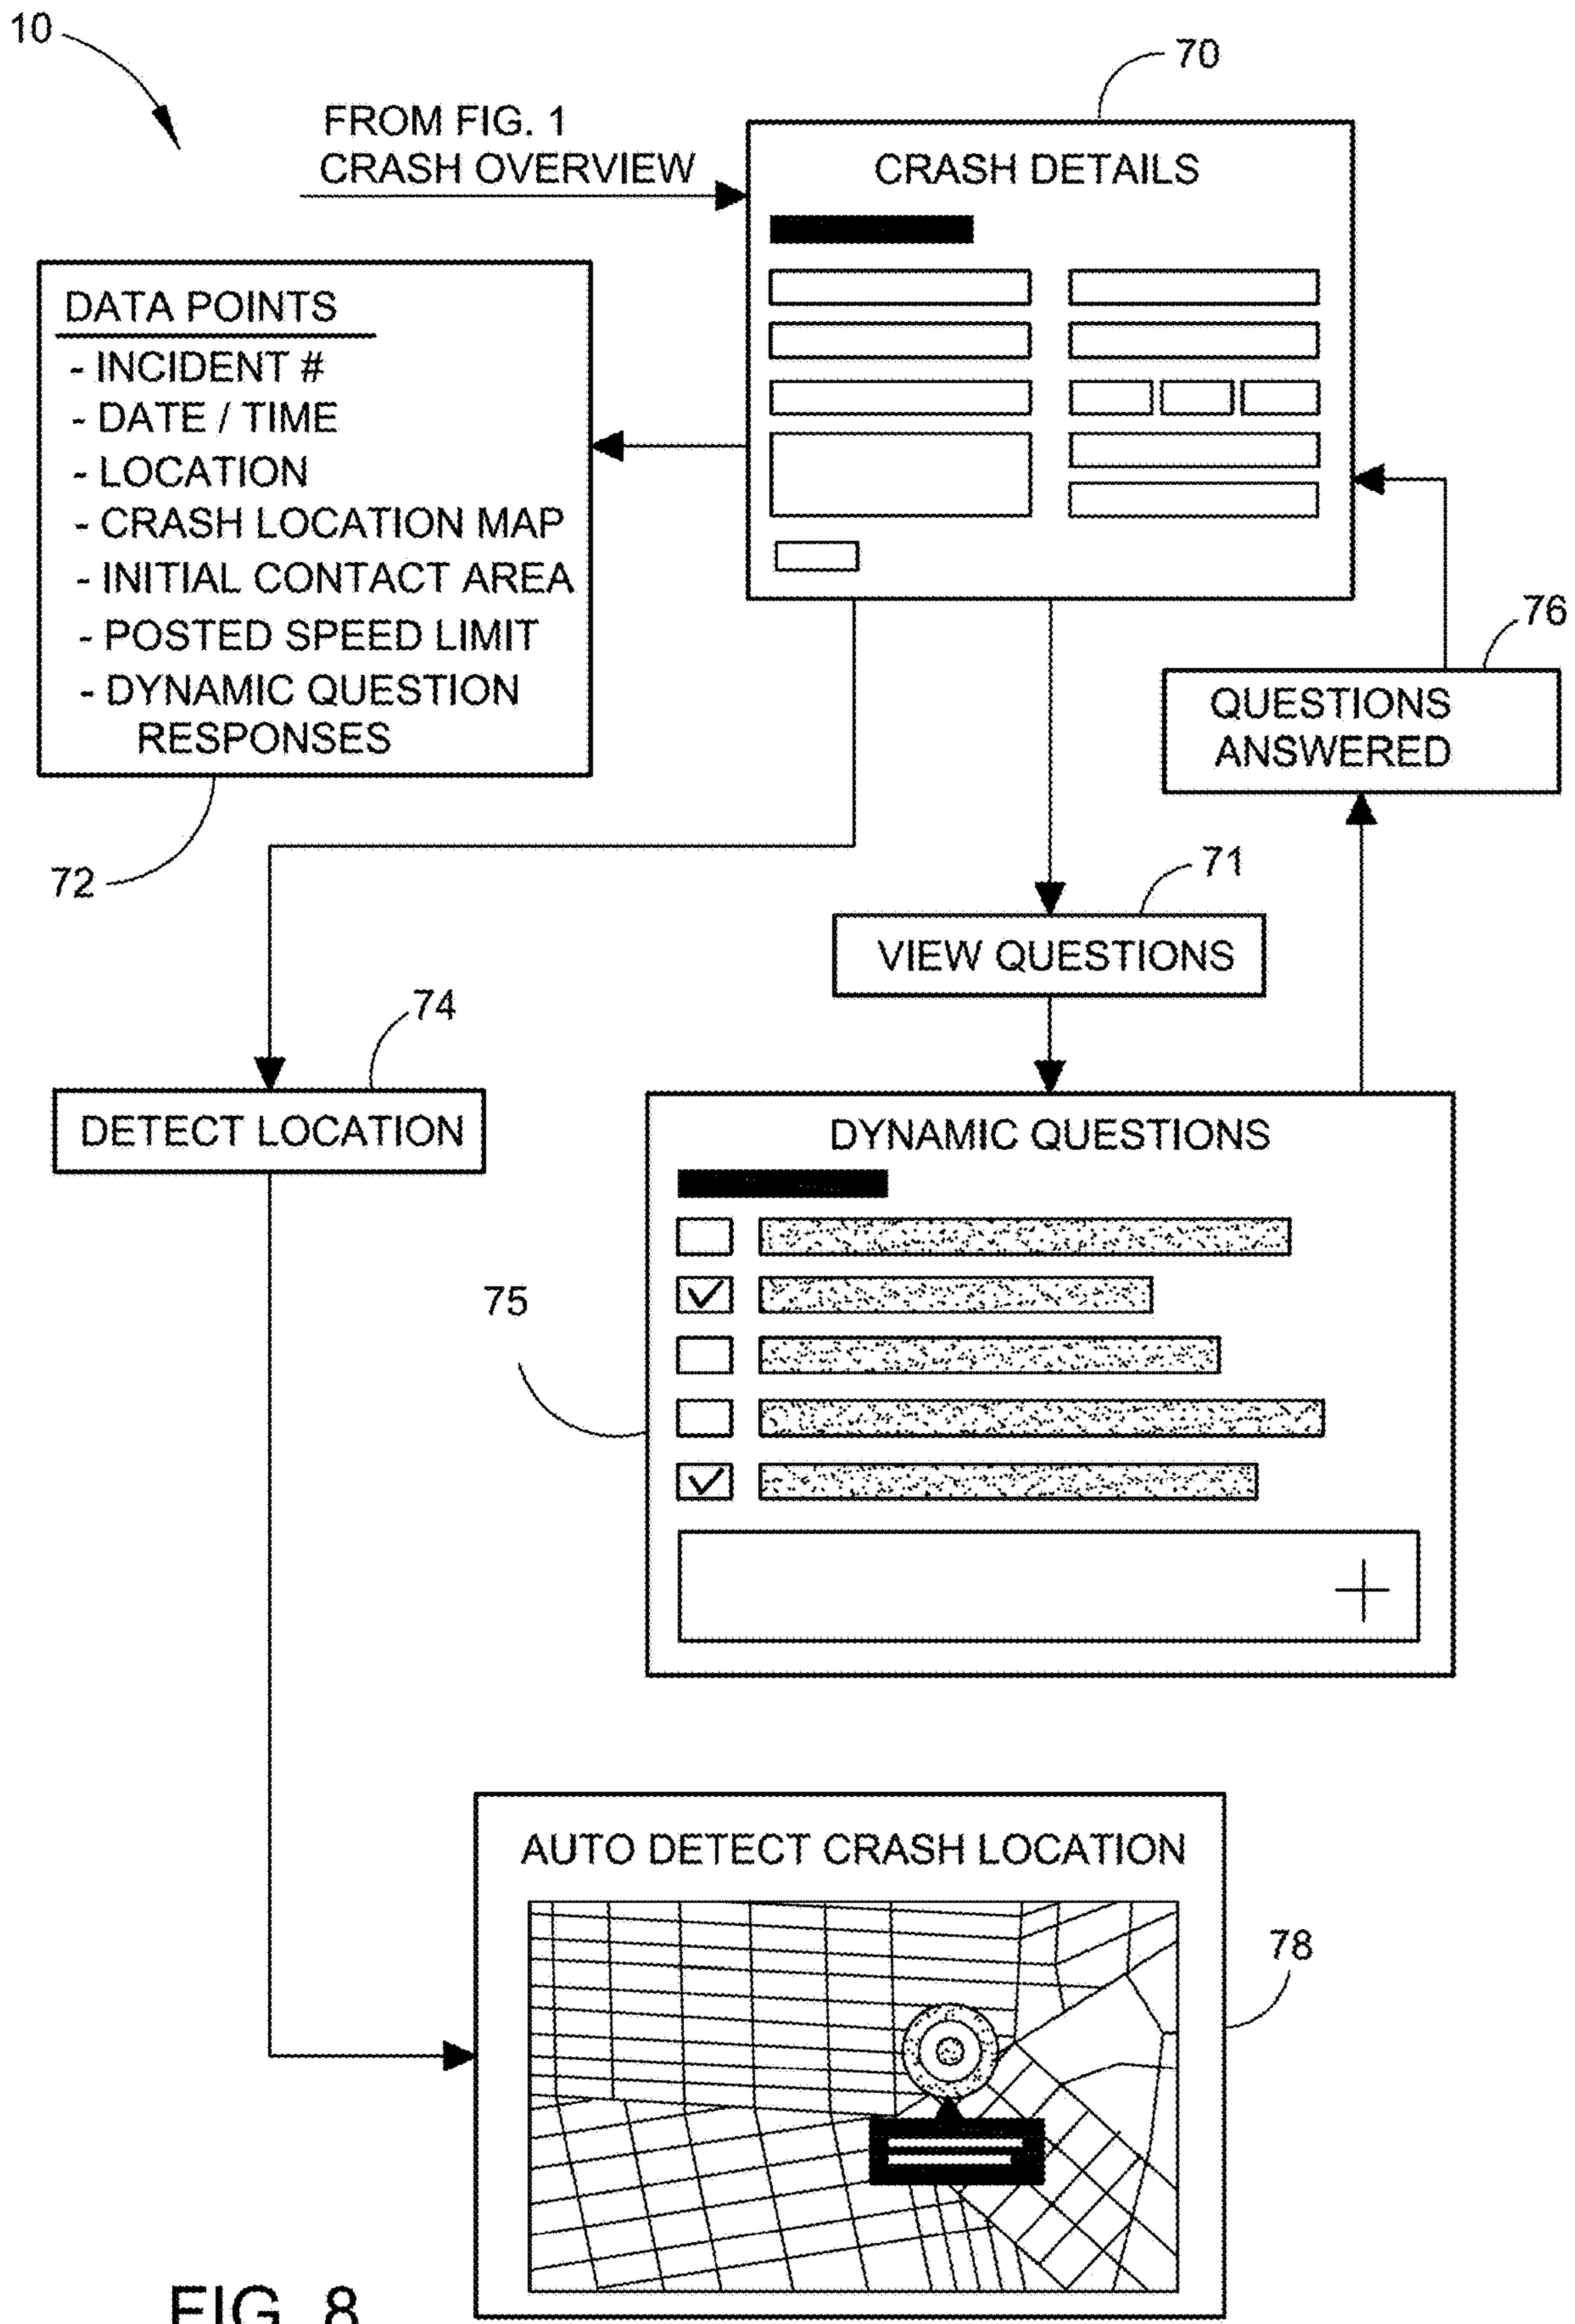 10
70
FROM FIG. 1
CRASH OVERVIEW
CRASH DETAILS
DATA POINTS
- INCIDENT #
- DATE / TIME
- LOCATION
- CRASH LOCATION MAP
- INITIAL CONTACT AREA
- POSTED SPEED LIMIT
- DYNAMIC QUESTION
RESPONSES
72
76
QUESTIONS
ANSWERED
71
VIEW QUESTIONS
74
DETECT LOCATION
DYNAMIC QUESTIONS
75
AUTO DETECT CRASH LOCATION
78
FIG. 8